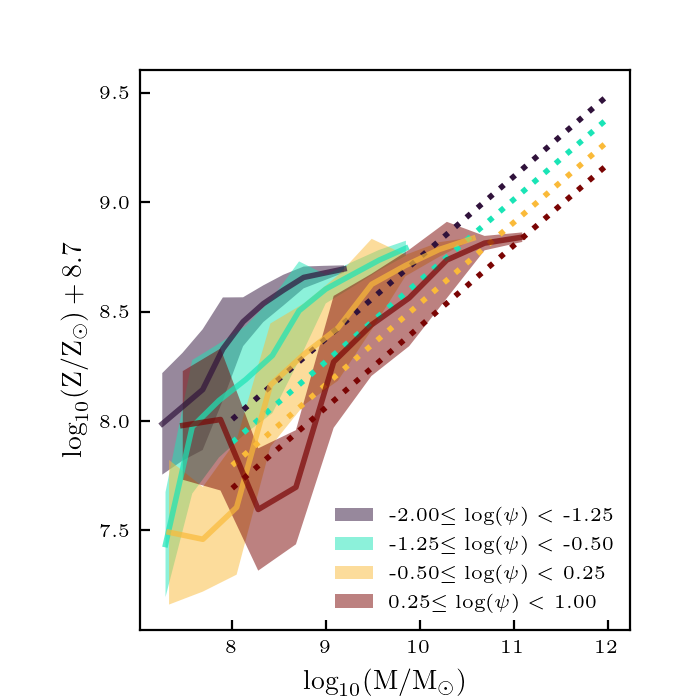 9.5
9.0
8.5
8.0
7.5
log₁₀(Z/Z⊙) + 8.7
-2.00≤ log(ψ) < -1.25
-1.25≤ log(ψ) < -0.50
-0.50≤ log(ψ) < 0.25
0.25≤ log(ψ) < 1.00
8 9 10 11 12
log₁₀(M/M⊙)